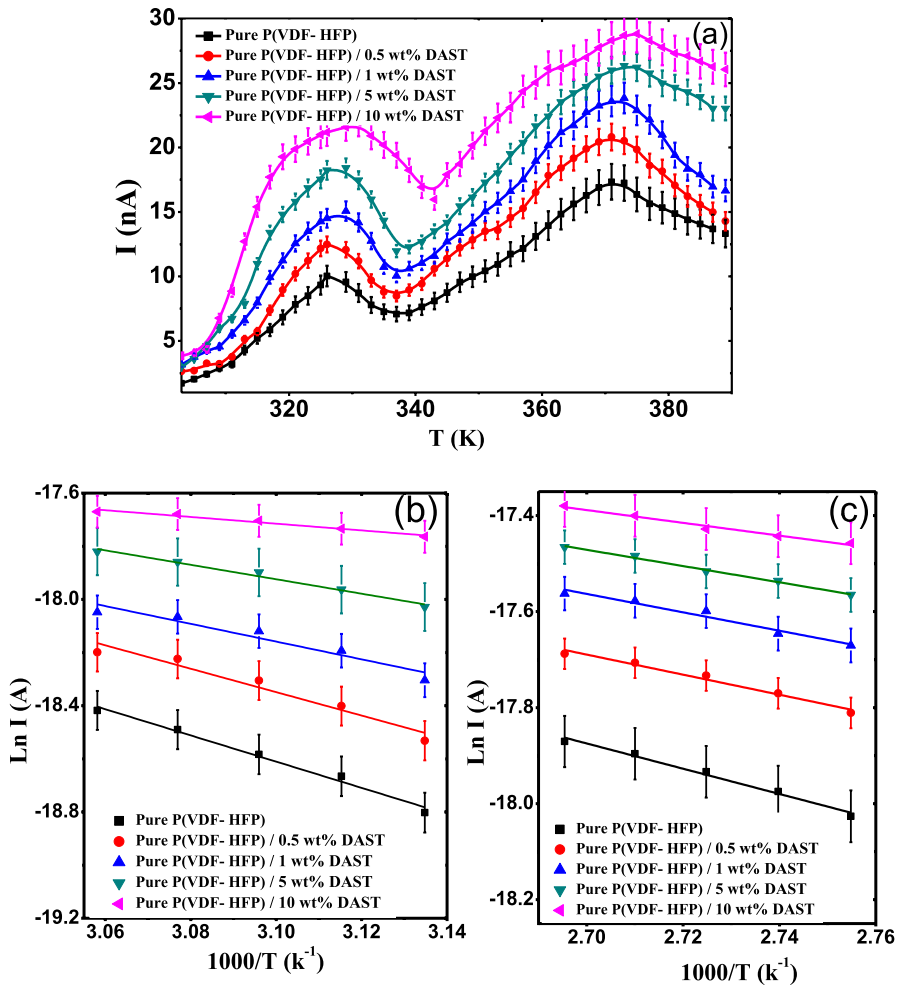 (a)
Pure P(VDF- HFP)
Pure P(VDF- HFP) / 0.5 wt% DAST
Pure P(VDF- HFP) / 1 wt% DAST
Pure P(VDF- HFP) / 5 wt% DAST
Pure P(VDF- HFP) / 10 wt% DAST
30
25
20
15
10
5
I (nA)
320
340
360
380
T (K)
(b)
-17.6
-18.0
-18.4
-18.8
-19.2
Ln I (A)
Pure P(VDF- HFP)
Pure P(VDF- HFP) / 0.5 wt% DAST
Pure P(VDF- HFP) / 1 wt% DAST
Pure P(VDF- HFP) / 5 wt% DAST
Pure P(VDF- HFP) / 10 wt% DAST
3.06
3.08
3.10
3.12
3.14
1000/T (k⁻¹)
(c)
-17.4
-17.6
-17.8
-18.0
-18.2
Ln I (A)
Pure P(VDF- HFP)
Pure P(VDF- HFP) / 0.5 wt% DAST
Pure P(VDF- HFP) / 1 wt% DAST
Pure P(VDF- HFP) / 5 wt% DAST
Pure P(VDF- HFP) / 10 wt% DAST
2.70
2.72
2.74
2.76
1000/T (k⁻¹)